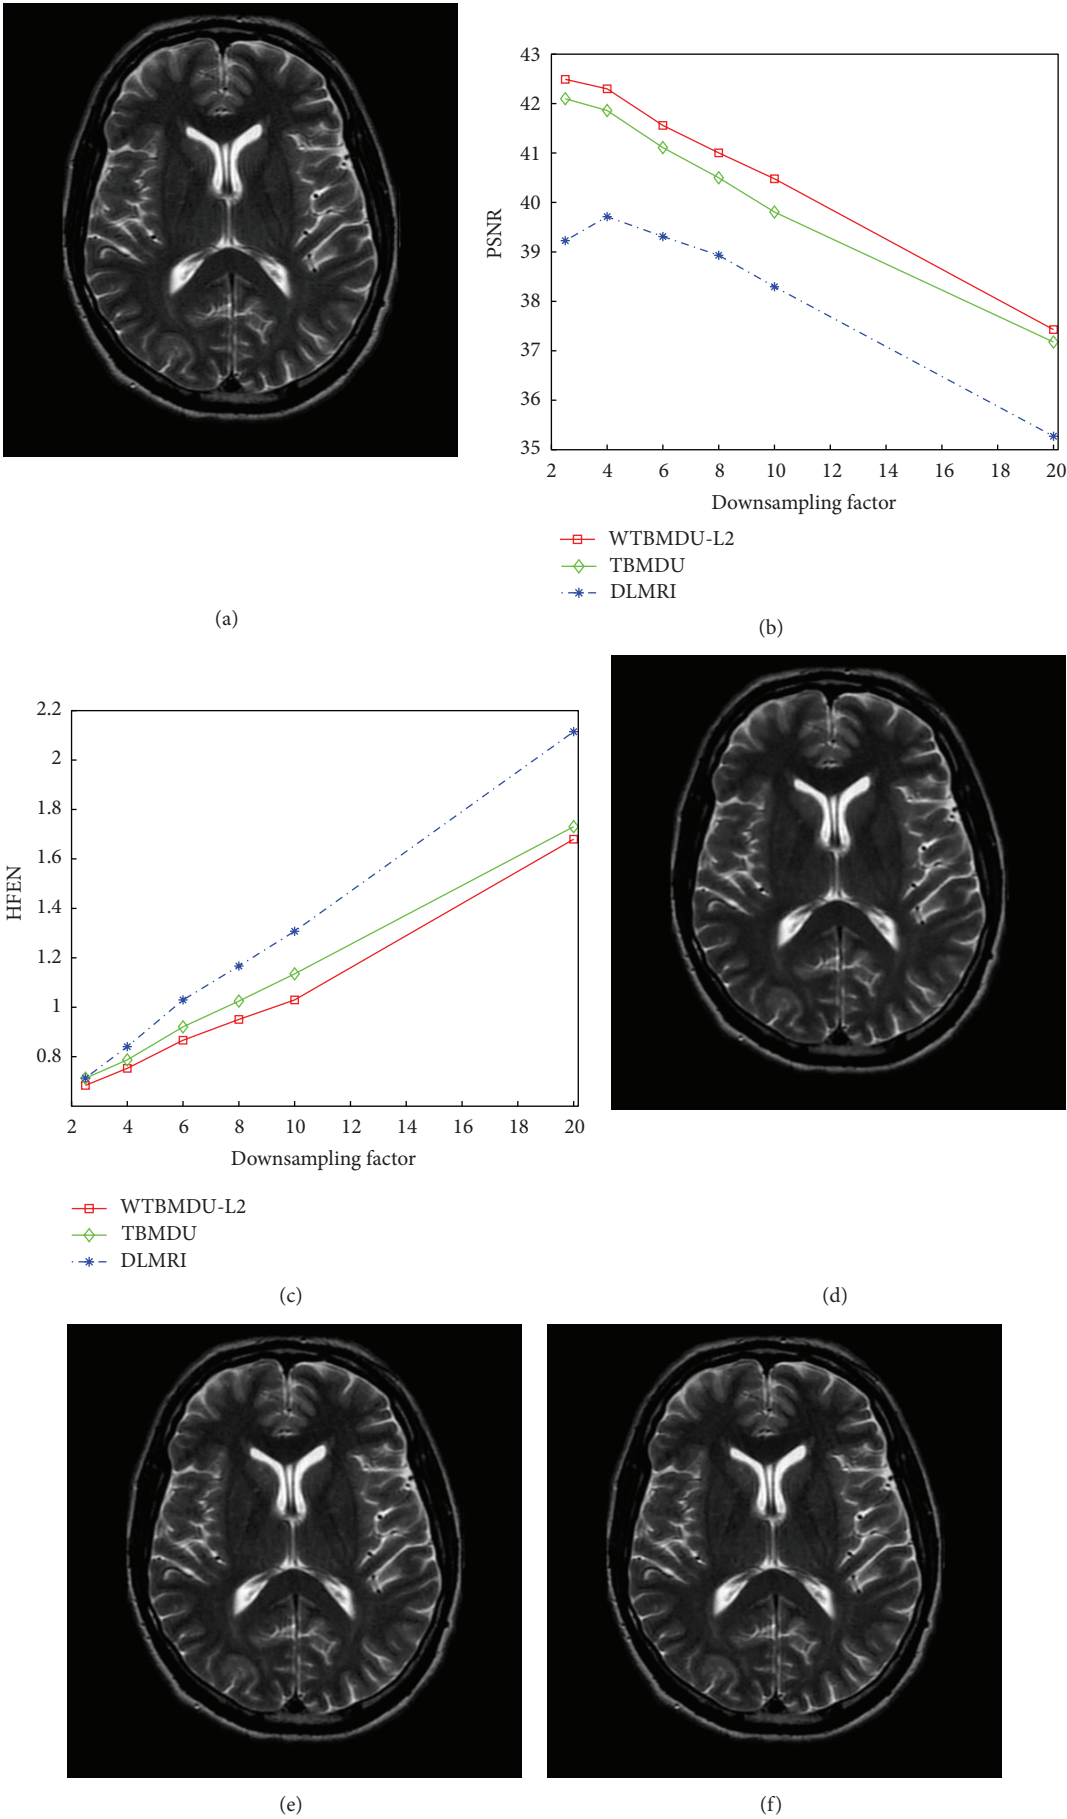 (a)
43
42
41
40
39
38
37
36
35
PSNR
2 4 6 8 10 12 14 16 18 20
Downsampling factor
WTBMDU-L2
TBMDU
DLMRI
(b)
2.2
2
1.8
1.6
1.4
1.2
1
0.8
HFEN
2 4 6 8 10 12 14 16 18 20
Downsampling factor
WTBMDU-L2
TBMDU
DLMRI
(c)
(d)
(e)
(f)